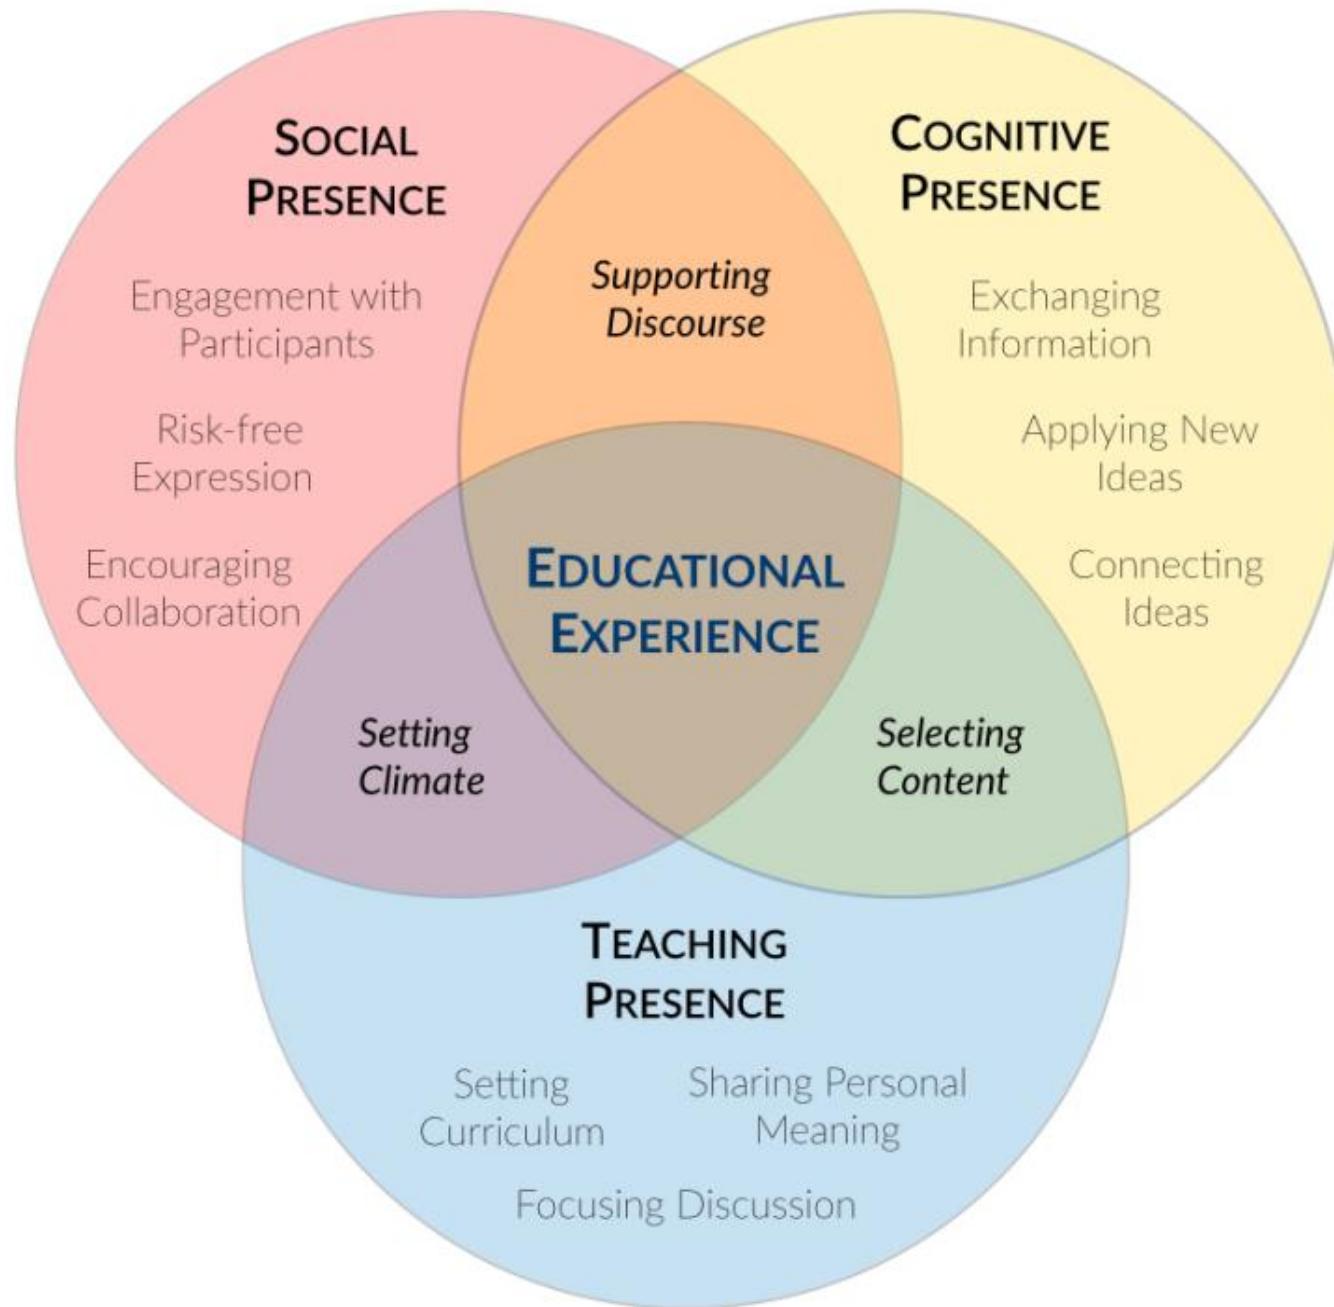 SOCIAL
PRESENCE
Engagement with
Participants
Risk-free
Expression
Encouraging
Collaboration
Supporting
Discourse
COGNITIVE
PRESENCE
Exchanging
Information
Applying New
Ideas
Connecting
Ideas
EDUCATIONAL
EXPERIENCE
Setting
Climate
Selecting
Content
TEACHING
PRESENCE
Setting
Curriculum
Sharing Personal
Meaning
Focusing Discussion